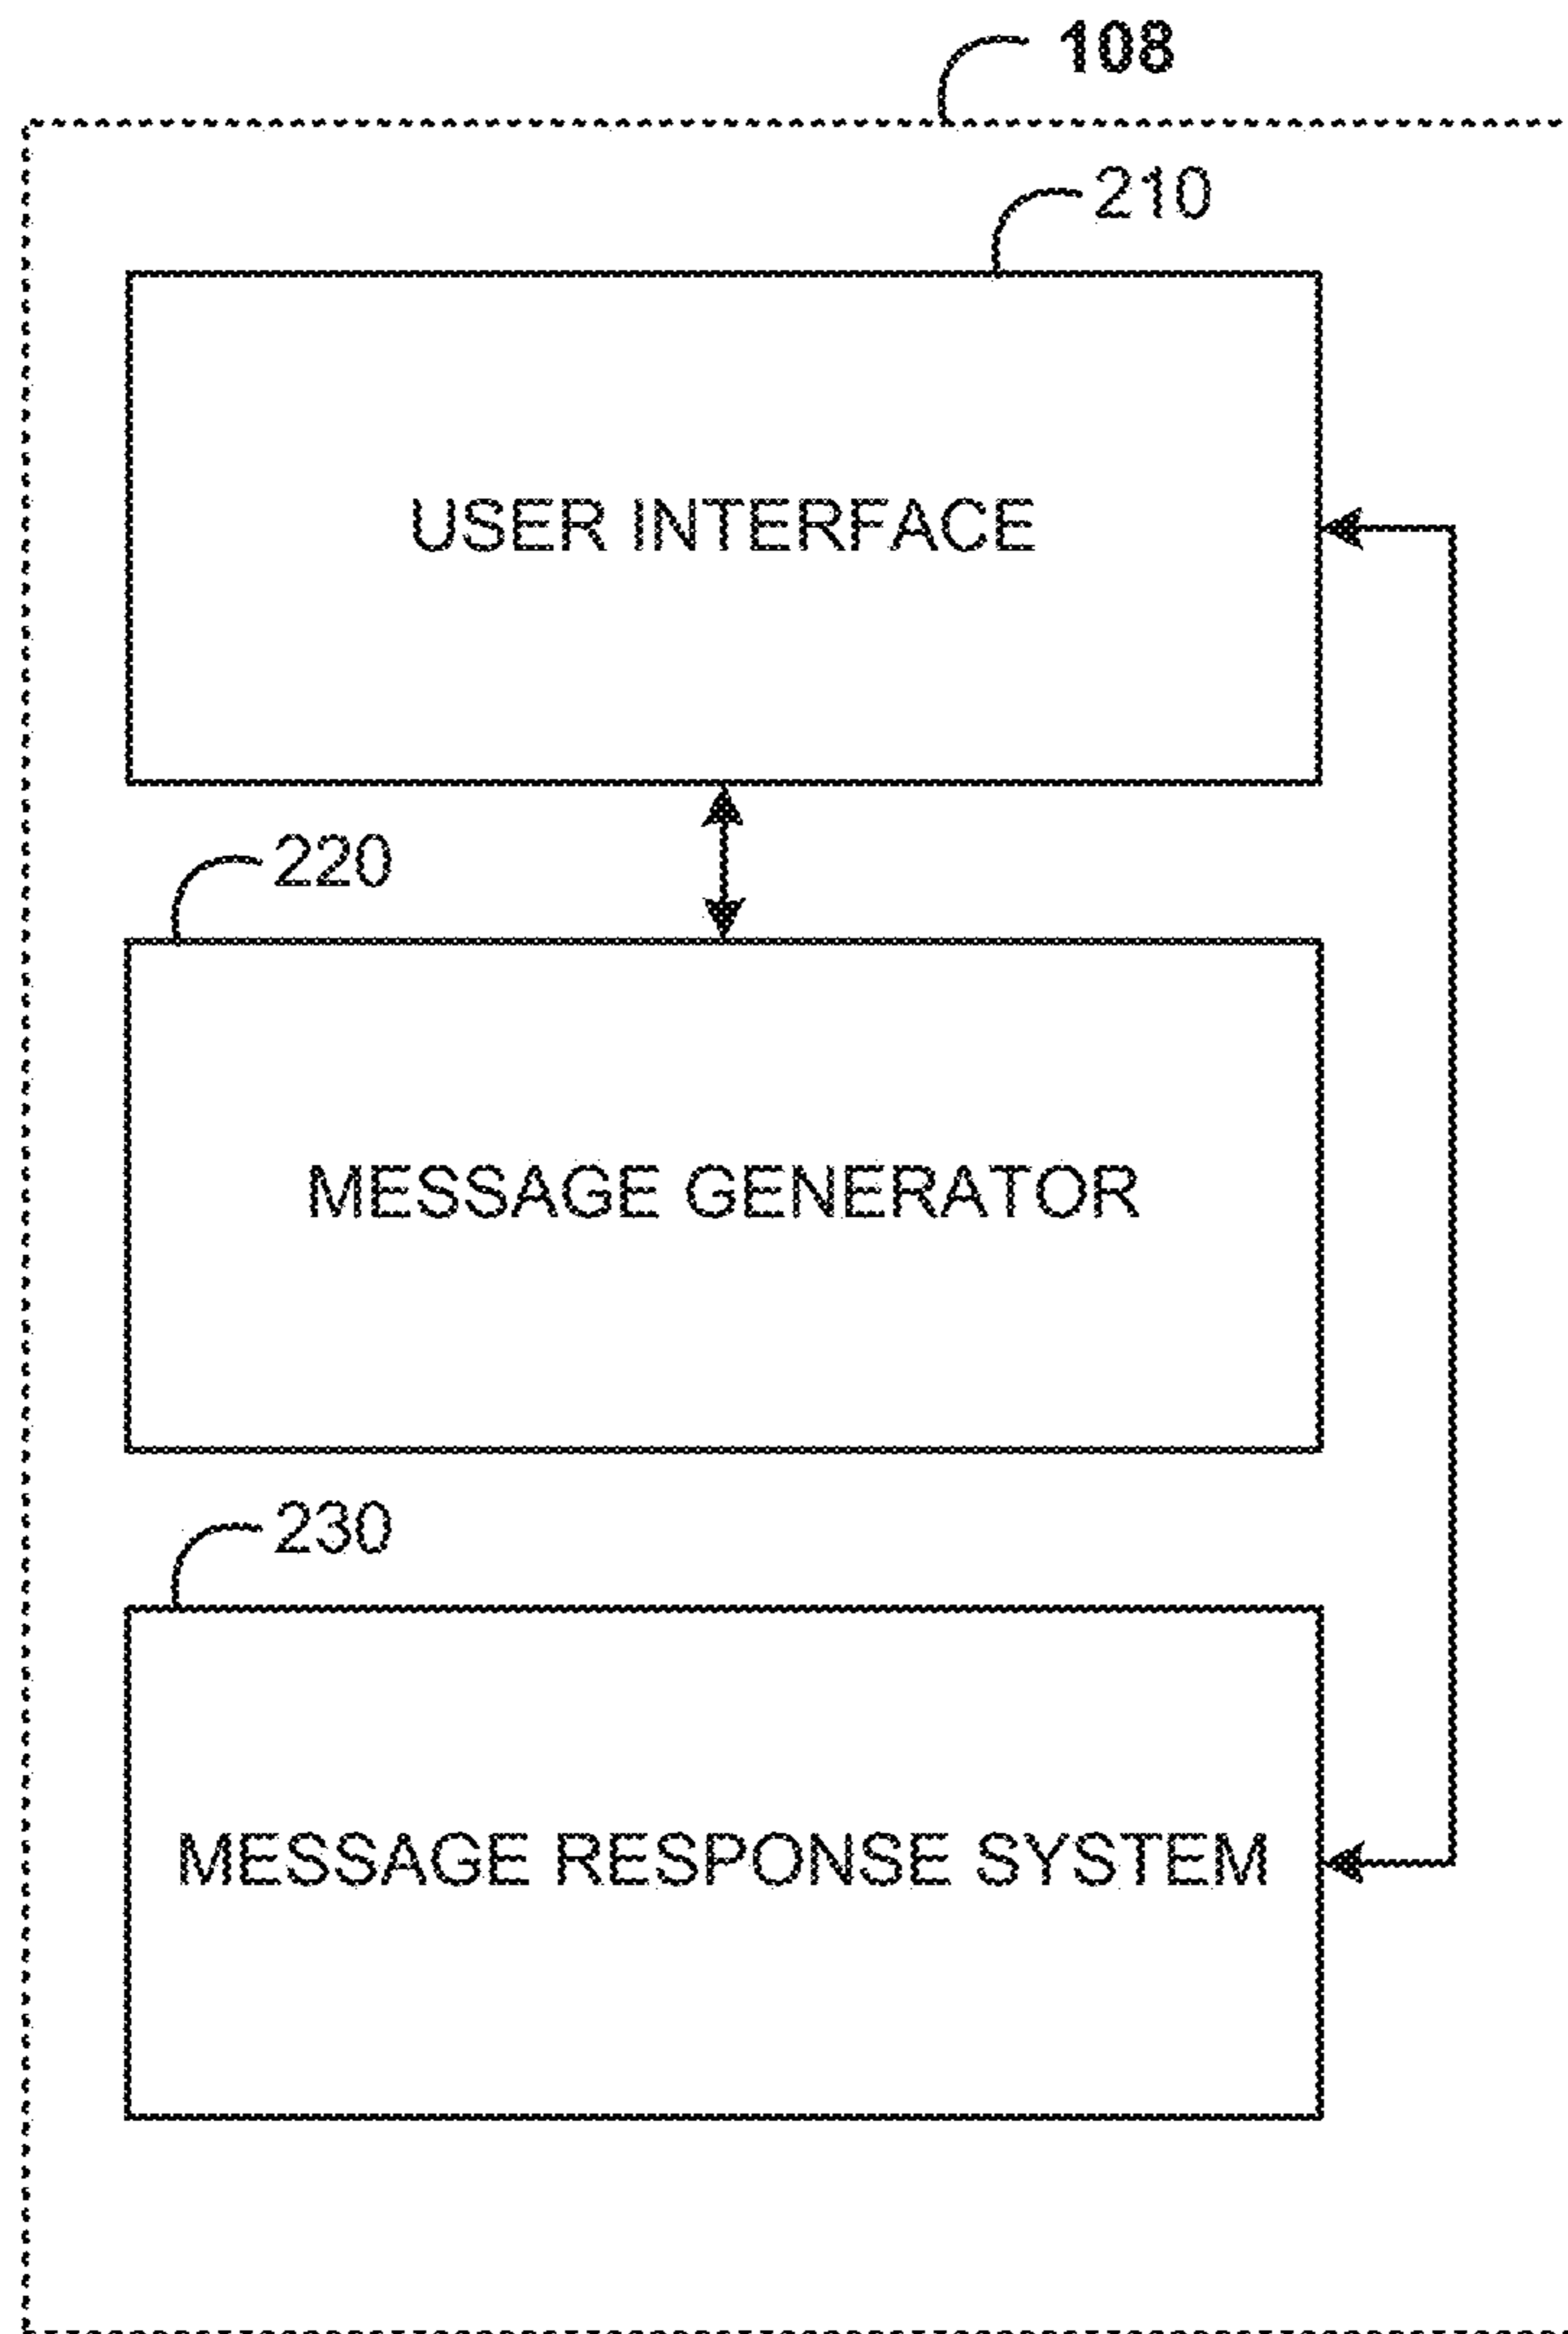 108
210
USER INTERFACE
220
MESSAGE GENERATOR
230
MESSAGE RESPONSE SYSTEM